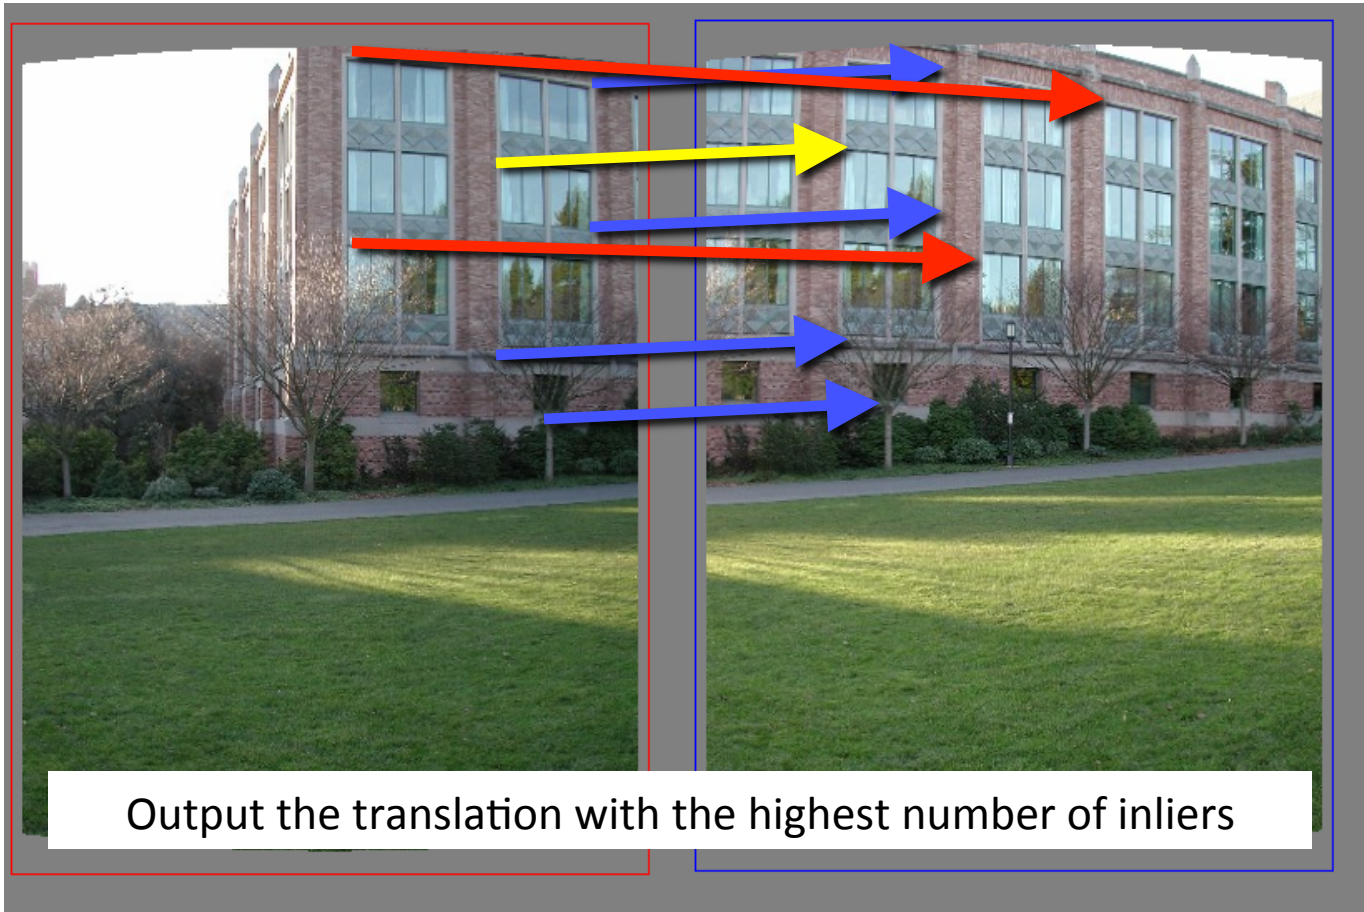 Output the translation with the highest number of inliers